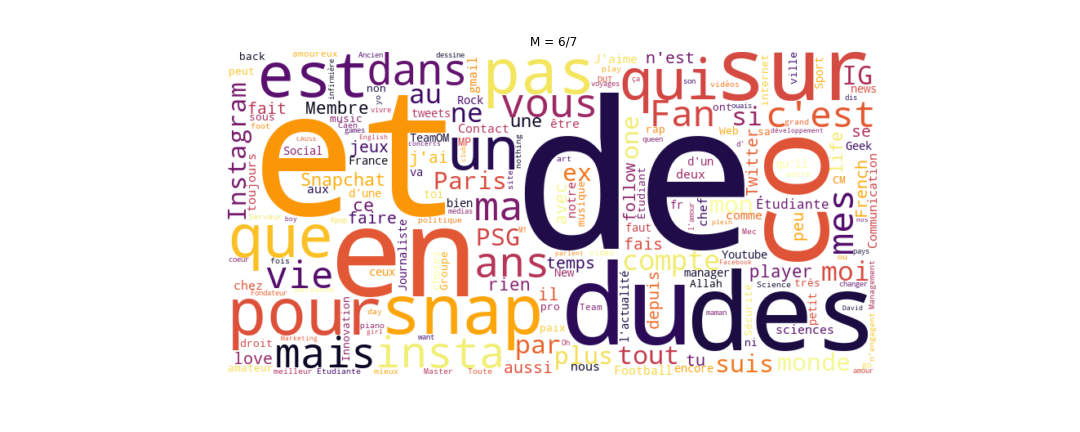 M = 6/7
back
amoureux
Ancien
dessine
J'aime
n'est
ville
est
dans
pas
qui
sur
IG
peut
infirmière
non
gmail
play
DUT
voyages
ça
son
vidéos
internet
Sport
news
dis
Instagram
fait
Membre
yo
vivre
au
Rock
ne
vous
Fan
ont
ouais
si
c'est
grand
sous
music
tweets
une
être
rap
Web
sa
développement
se
foot
CAUSE
Caen
games
English
TeamOM
Contact
MP
nothing
one
Twitter
d'
Geek
et
Social
jeux
concerts
un
de
co
life
toujours
France
j'ai
va
site
art
ex
d'un
deux
qu'il
CM
French
Snapchat
aux
d'une
toi
Paris
avec
notre
musique
follow
Étudiant
fr
l'amour
chef
mon
comme
Étudiante
peu
mes
Communication
ce
faire
bien
ma
médias
politique
boy
plein
Mec
nos
que
Journaliste
PSG
faut
fais
ou
pays
coeur
fois
en
Groupe
ans
temps
compte
Youtube
Facebook
vie
ceux
rien
New
manager
Allah
player
moi
chez
Fondateur
l'actualité
depuis
Science
très
changer
Management
pour
snap
il
pro
Team
du
des
maman
Sécurité
petit
David
Innovation
day
piano
girl
paix
sciences
droit
Marketing
want
Oh
queen
ni
n'engagent
love
mais
insta
par
plus
tout
tu
suis
monde
amateur
meilleur
Etudiante
mieux
Master
Toute
aussi
nous
Football
encore
amour